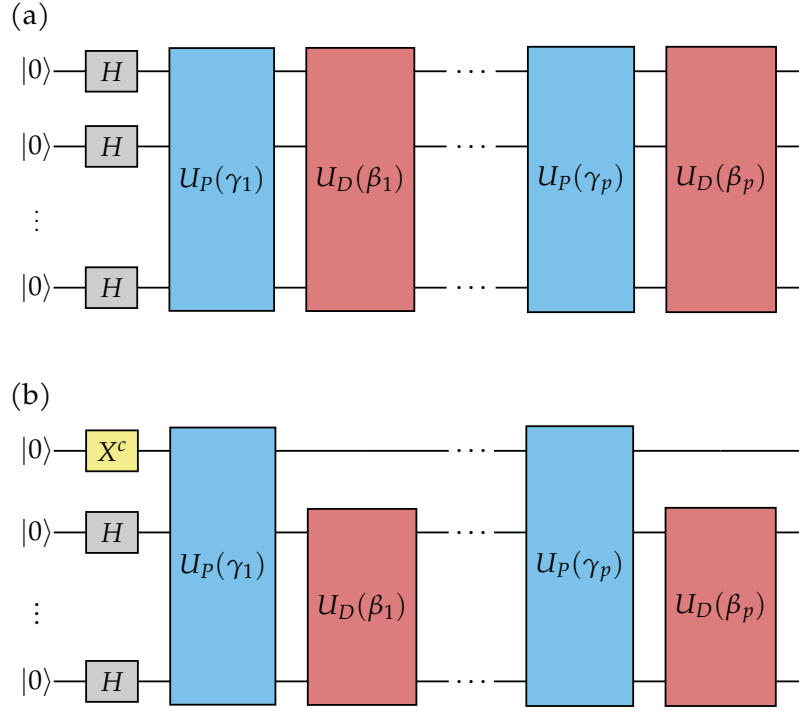 (a)
|0⟩ H
|0⟩ H
U_P(γ_1) U_D(β_1) ⋯ U_P(γ_p) U_D(β_p)
⋮
|0⟩ H
(b)
|0⟩ X^c
|0⟩ H
U_P(γ_1) U_D(β_1) ⋯ U_P(γ_p) U_D(β_p)
⋮
|0⟩ H